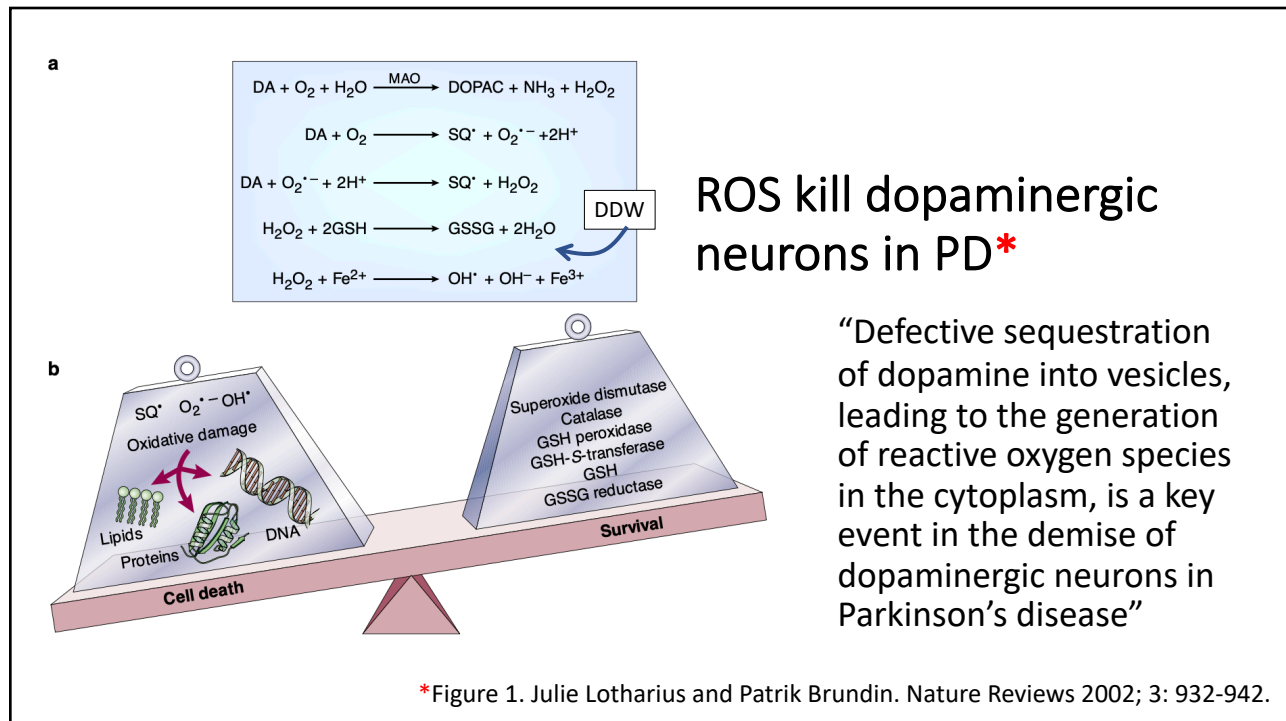 a
DA + O₂ + H₂O MAO → DOPAC + NH₃ + H₂O₂
DA + O₂ → SQ• + O₂•− +2H⁺
DA + O₂•− + 2H⁺ → SQ• + H₂O₂
H₂O₂ + 2GSH → GSSG + 2H₂O
DDW
H₂O₂ + Fe²⁺ → OH• + OH− + Fe³⁺
ROS kill dopaminergic
neurons in PD*
b
SQ• O₂•− OH•
Oxidative damage
Lipids
Proteins
DNA
Cell death
Superoxide dismutase
Catalase
GSH peroxidase
GSH-S-transferase
GSH
GSSG reductase
Survival
“Defective sequestration
of dopamine into vesicles,
leading to the generation
of reactive oxygen species
in the cytoplasm, is a key
event in the demise of
dopaminergic neurons in
Parkinson’s disease”
*Figure 1. Julie Lotharius and Patrik Brundin. Nature Reviews 2002; 3: 932-942.